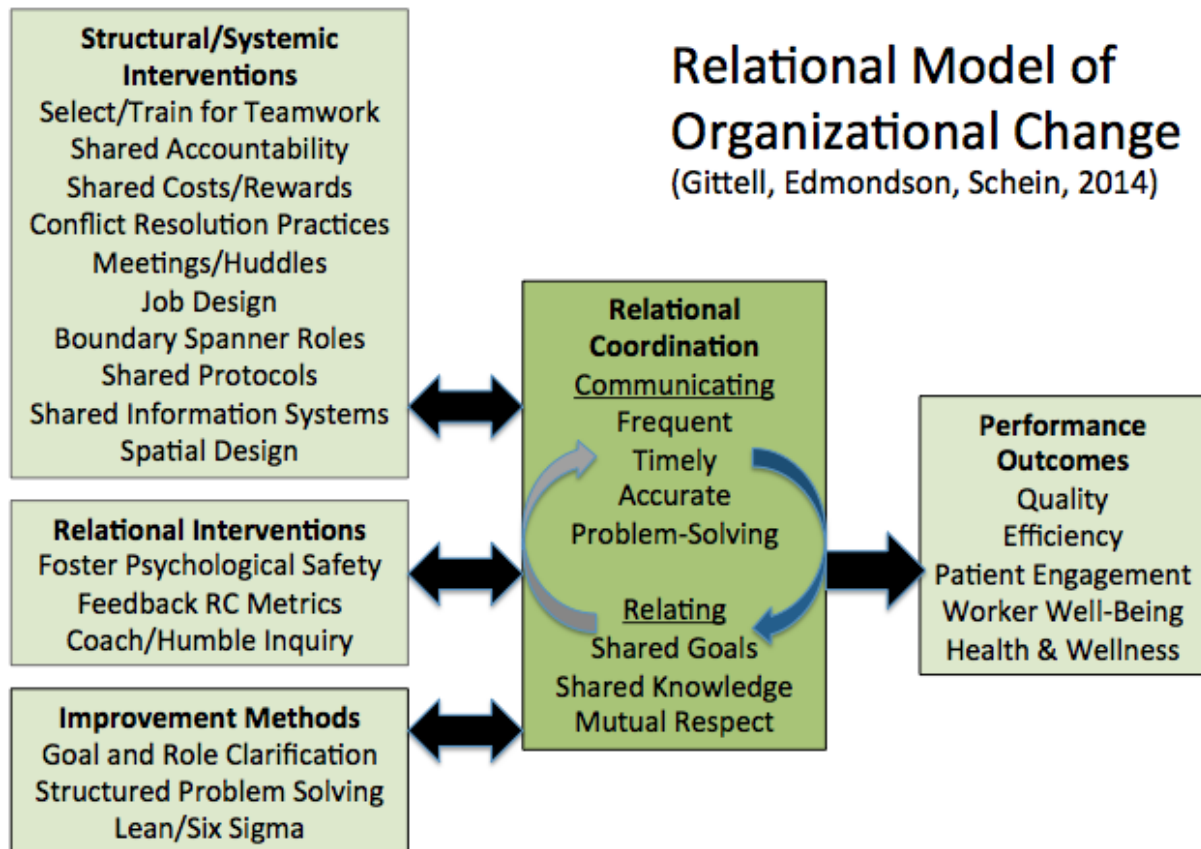 Relational Model of
Organizational Change
(Gittell, Edmondson, Schein, 2014)
Structural/Systemic
Interventions
Select/Train for Teamwork
Shared Accountability
Shared Costs/Rewards
Conflict Resolution Practices
Meetings/Huddles
Job Design
Boundary Spanner Roles
Shared Protocols
Shared Information Systems
Spatial Design
Relational Interventions
Foster Psychological Safety
Feedback RC Metrics
Coach/Humble Inquiry
Improvement Methods
Goal and Role Clarification
Structured Problem Solving
Lean/Six Sigma
Relational
Coordination
Communicating
Frequent
Timely
Accurate
Problem-Solving
Relating
Shared Goals
Shared Knowledge
Mutual Respect
Performance
Outcomes
Quality
Efficiency
Patient Engagement
Worker Well-Being
Health & Wellness